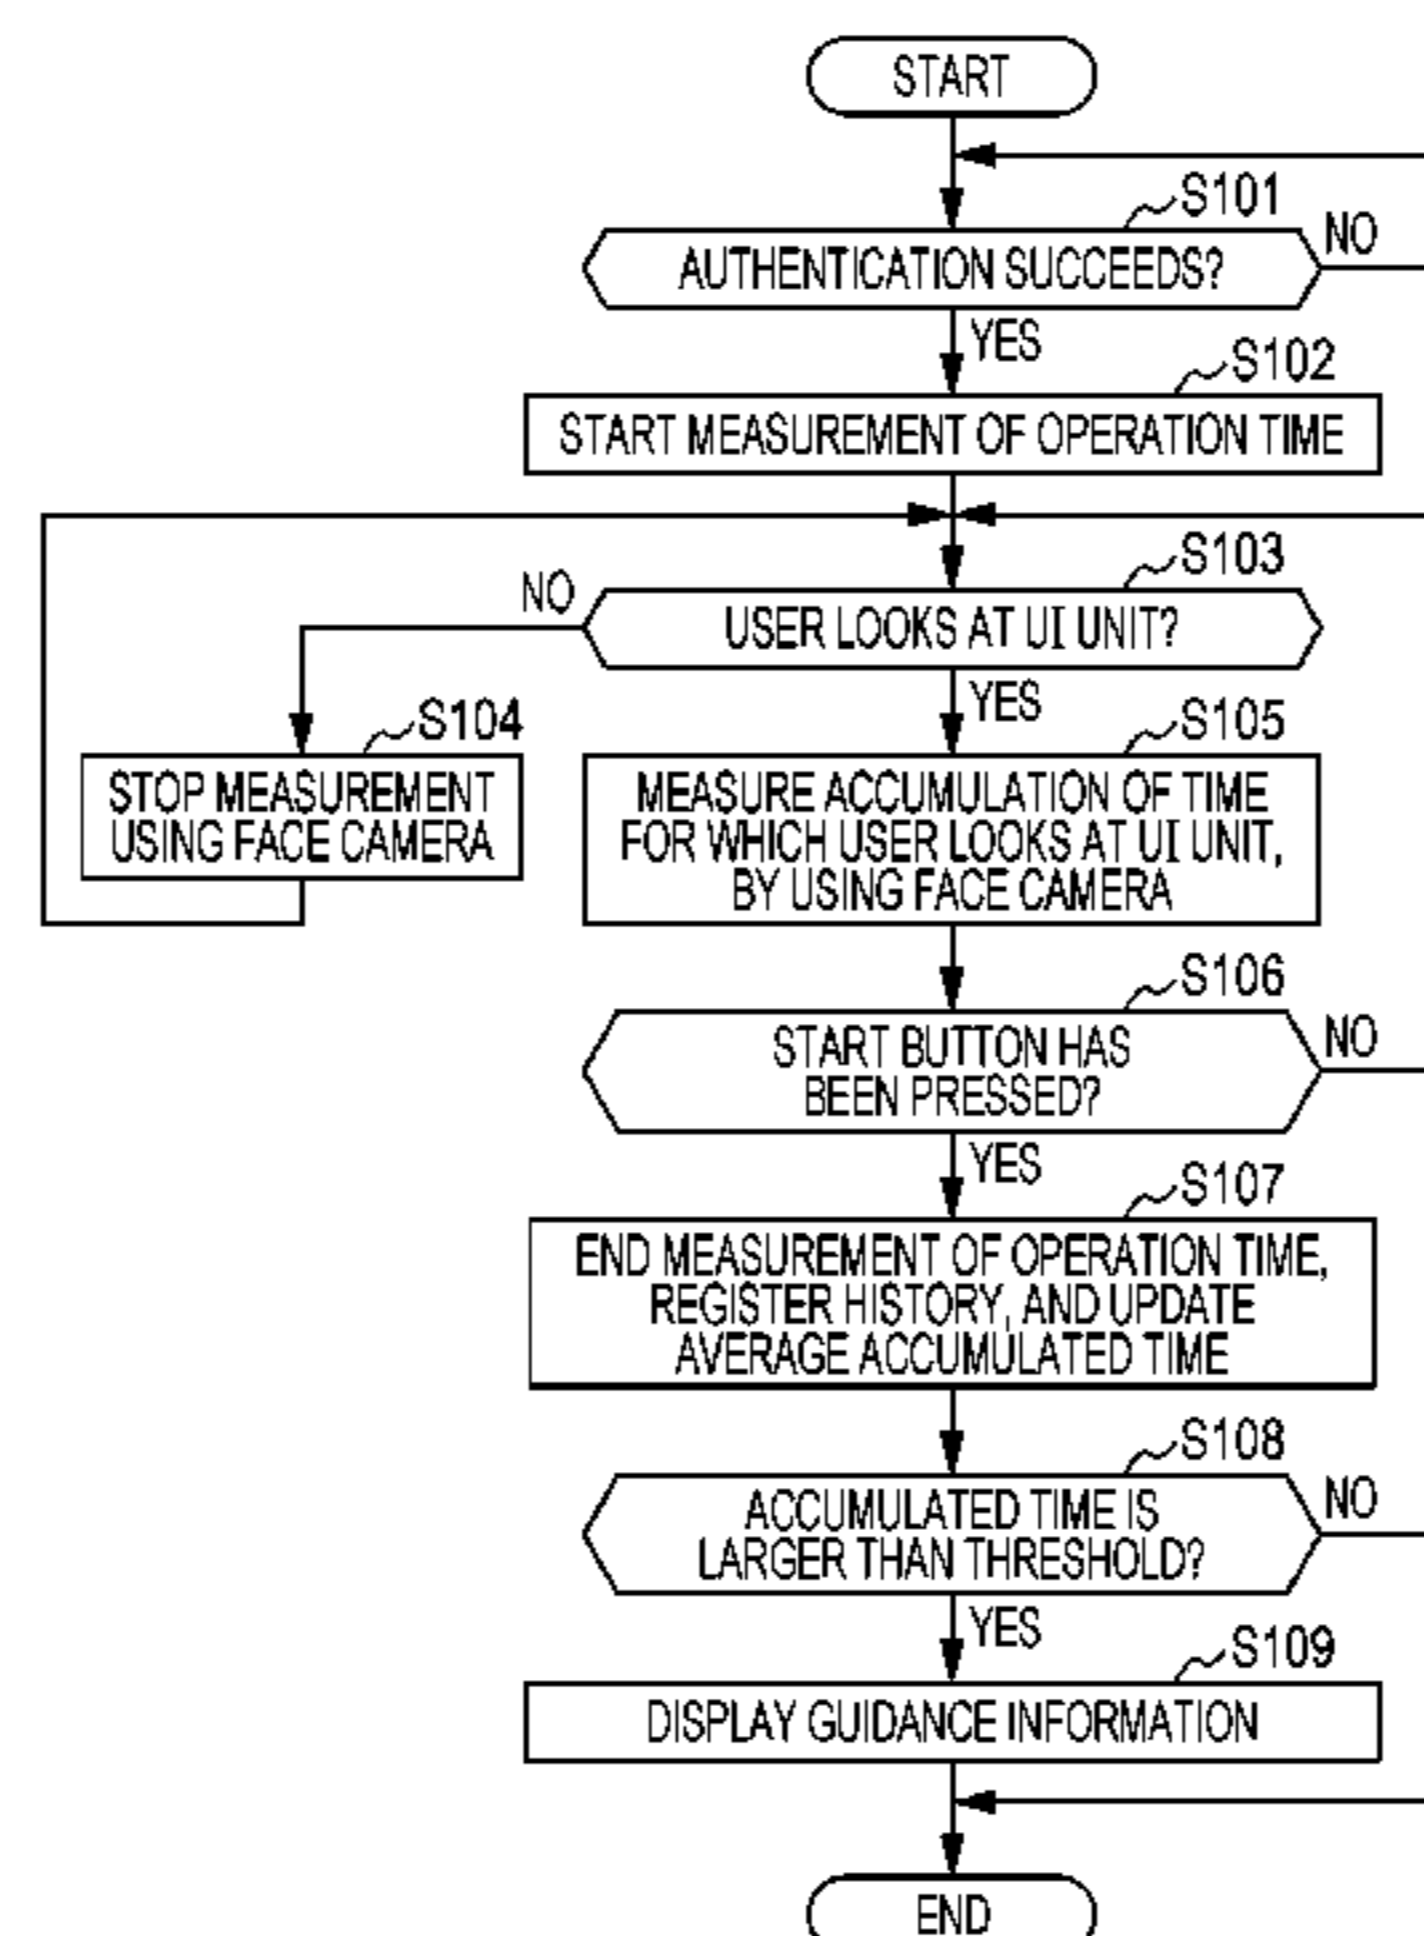 START
S101
AUTHENTICATION SUCCEEDS?
NO
YES
S102
START MEASUREMENT OF OPERATION TIME
S103
NO
USER LOOKS AT UI UNIT?
YES
S104
STOP MEASUREMENT
USING FACE CAMERA
S105
MEASURE ACCUMULATION OF TIME
FOR WHICH USER LOOKS AT UI UNIT,
BY USING FACE CAMERA
S106
START BUTTON HAS
BEEN PRESSED?
NO
YES
S107
END MEASUREMENT OF OPERATION TIME,
REGISTER HISTORY, AND UPDATE
AVERAGE ACCUMULATED TIME
S108
ACCUMULATED TIME IS
LARGER THAN THRESHOLD?
NO
YES
S109
DISPLAY GUIDANCE INFORMATION
END